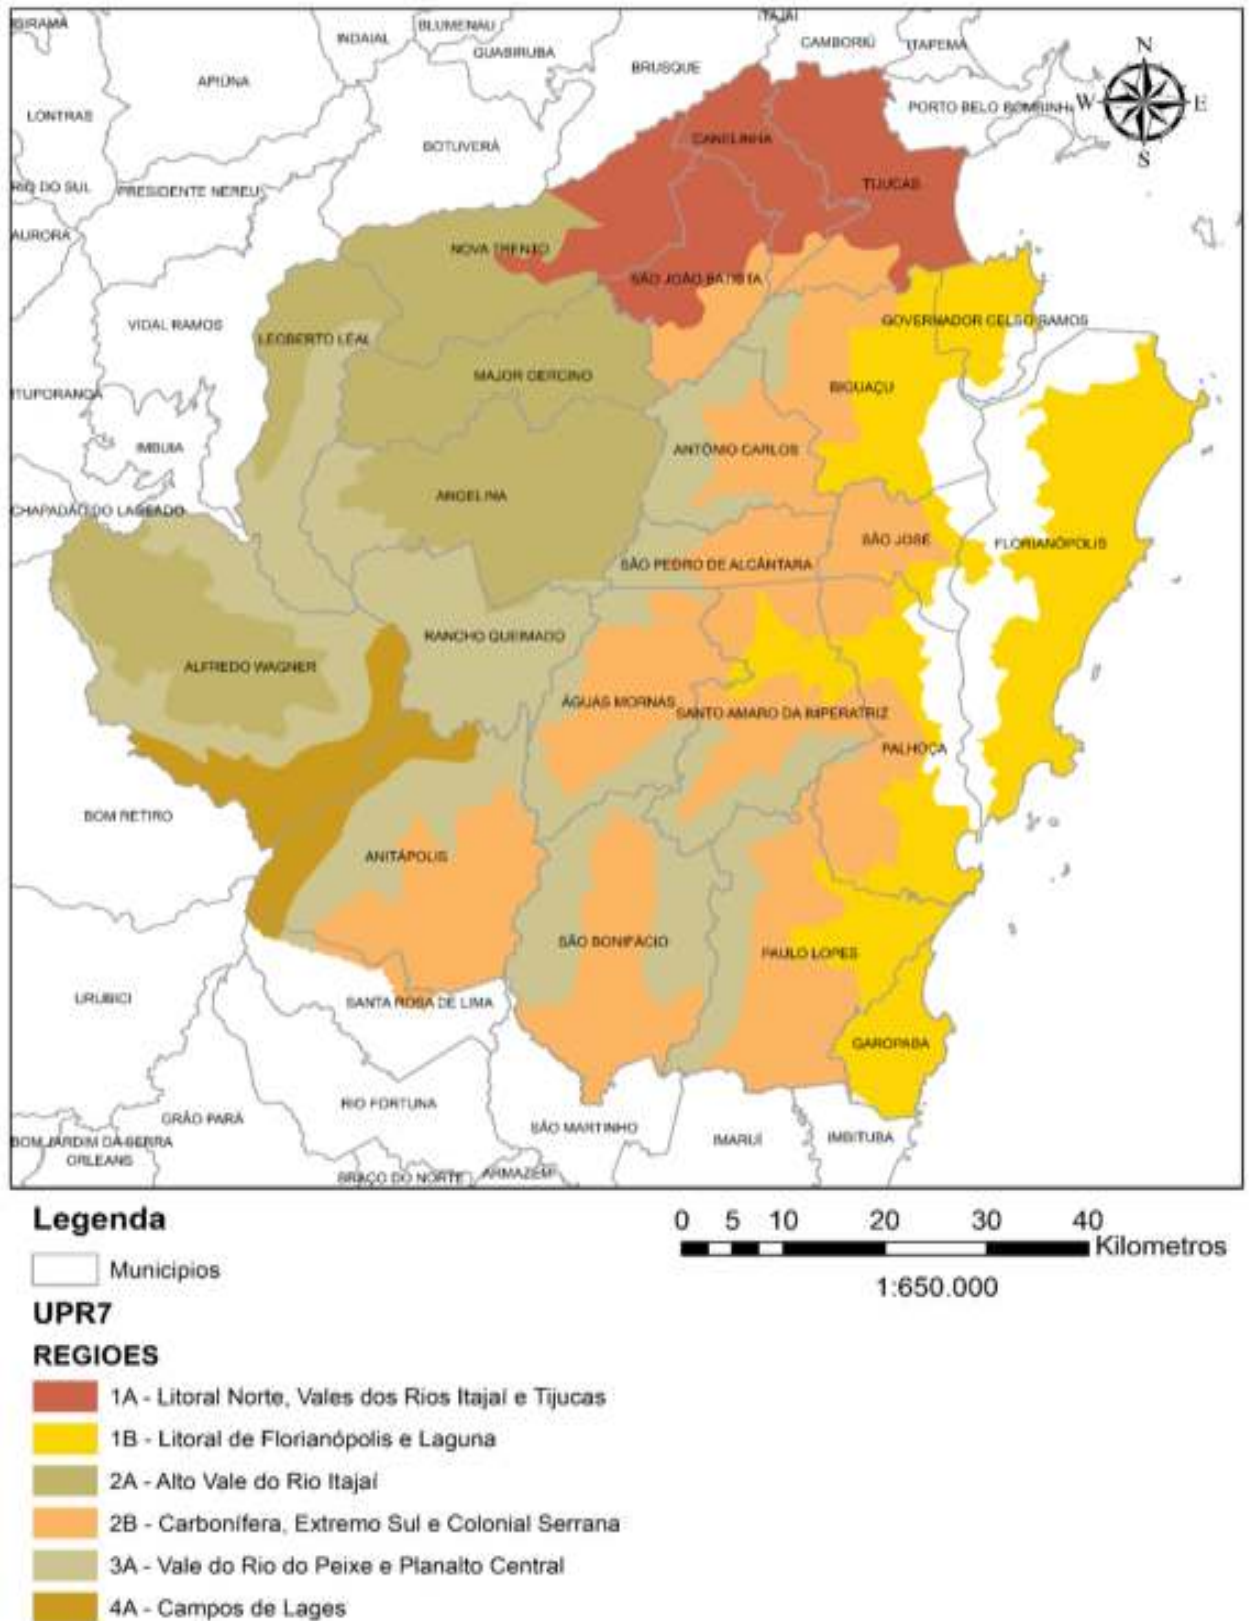 IBIRAMA
BLUMENAU
ITAJAÍ
INDAIAL
GUABIRUBA
CAMBORIÚ
ITAPEMA
N
BRUSQUE
APIÚNA
LONTRAS
PORTO BELO BOMBINHAS
W
E
CANELINHA
BOTUVERÁ
S
RIO DO SUL
PRESIDENTE NEREU
TIJUCAS
AURORA
NOVA TRENTO
SÃO JOÃO BATISTA
VIDAL RAMOS
GOVERNADOR CELSO RAMOS
LEOBERTO LEAL
MAJOR GERCINO
BIGUAÇU
ITUPORANGA
IMBUIA
ANTÔNIO CARLOS
ANGELINA
CHAPADÃO DO LAGEADO
SÃO JOSÉ
FLORIANÓPOLIS
SÃO PEDRO DE ALCÂNTARA
RANCHO QUEIMADO
ALFREDO WAGNER
ÁGUAS MORNAS
SANTO AMARO DA IMPERATRIZ
PALHOÇA
BOM RETIRO
ANITÁPOLIS
SÃO BONIFÁCIO
PAULO LOPES
URUBICI
SANTA ROSA DE LIMA
GAROPABA
RIO FORTUNA
GRÃO PARÁ
SÃO MARTINHO
IMARUÍ
IMBITUBA
BOM JARDIM DA SERRA
ORLEANS
BRAÇO DO NORTE
ARMAZÉM
Legenda
0 5 10 20 30 40
Kilometros
Municipios
1:650.000
UPR7
REGIOES
1A - Litoral Norte, Vales dos Rios Itajaí e Tijucas
1B - Litoral de Florianópolis e Laguna
2A - Alto Vale do Rio Itajaí
2B - Carbonífera, Extremo Sul e Colonial Serrana
3A - Vale do Rio do Peixe e Planalto Central
4A - Campos de Lages